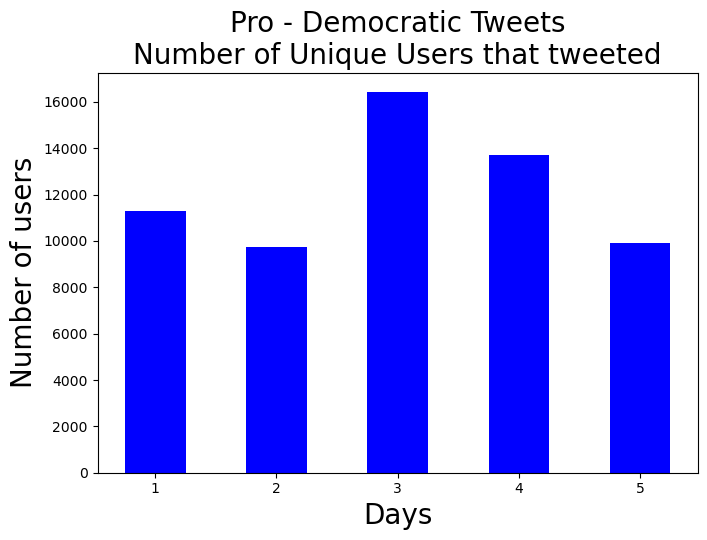 Pro - Democratic Tweets
Number of Unique Users that tweeted
Number of users
16000
14000
12000
10000
8000
6000
4000
2000
0
1 2 3 4 5
Days